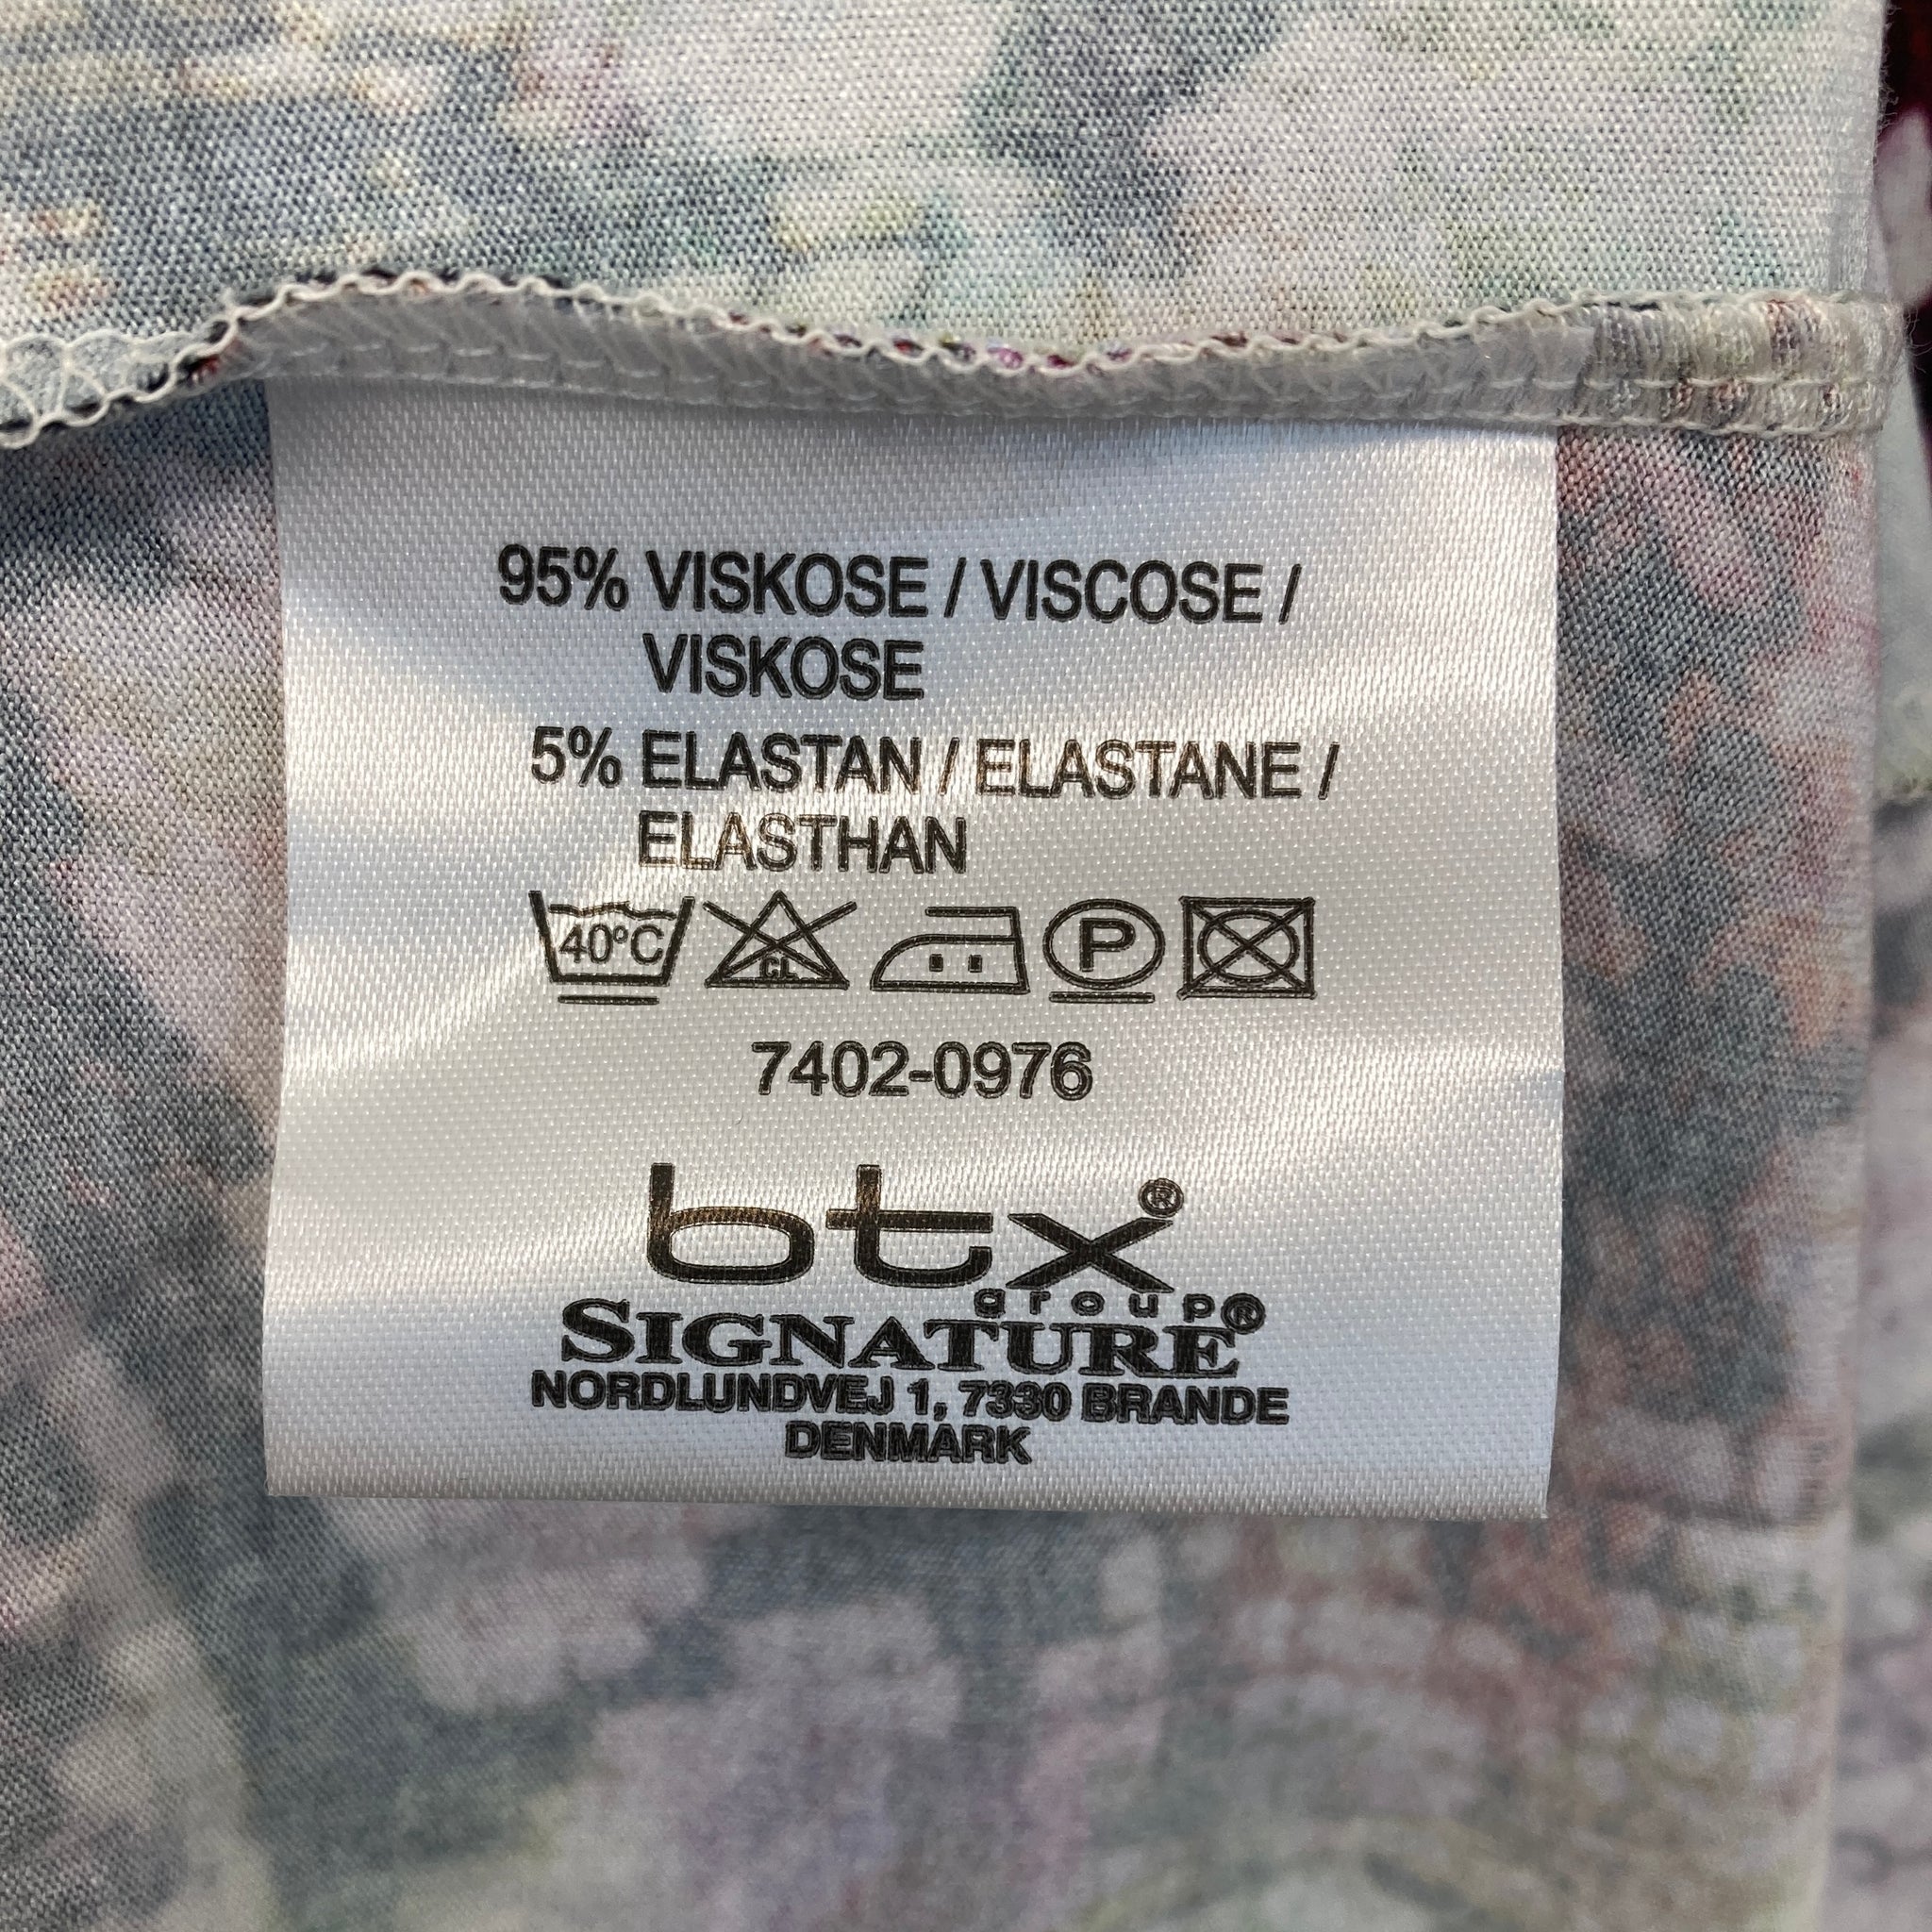 95% VISKOSE / VISCOSE /
VISKOSE
5% ELASTAN / ELASTANE /
ELASTHAN
40°C CL P
7402-0976
btx®
group®
SIGNATURE
NORDLUNDVEJ 1, 7330 BRANDE
DENMARK